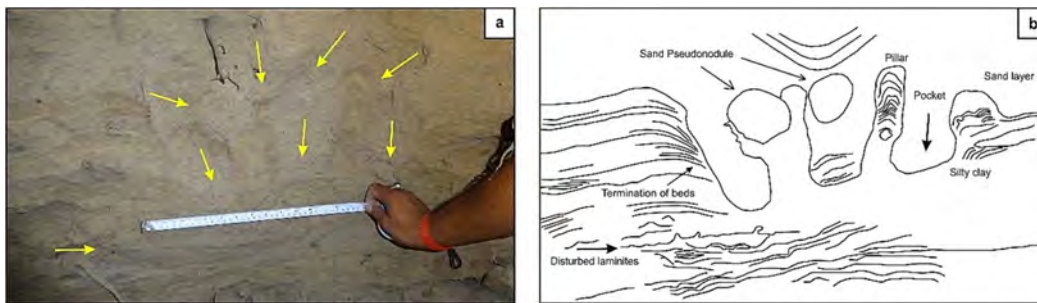 a
b
Sand Pseudonodule
Pillar
Sand layer
Pocket
Silty clay
Termination of beds
Disturbed laminites